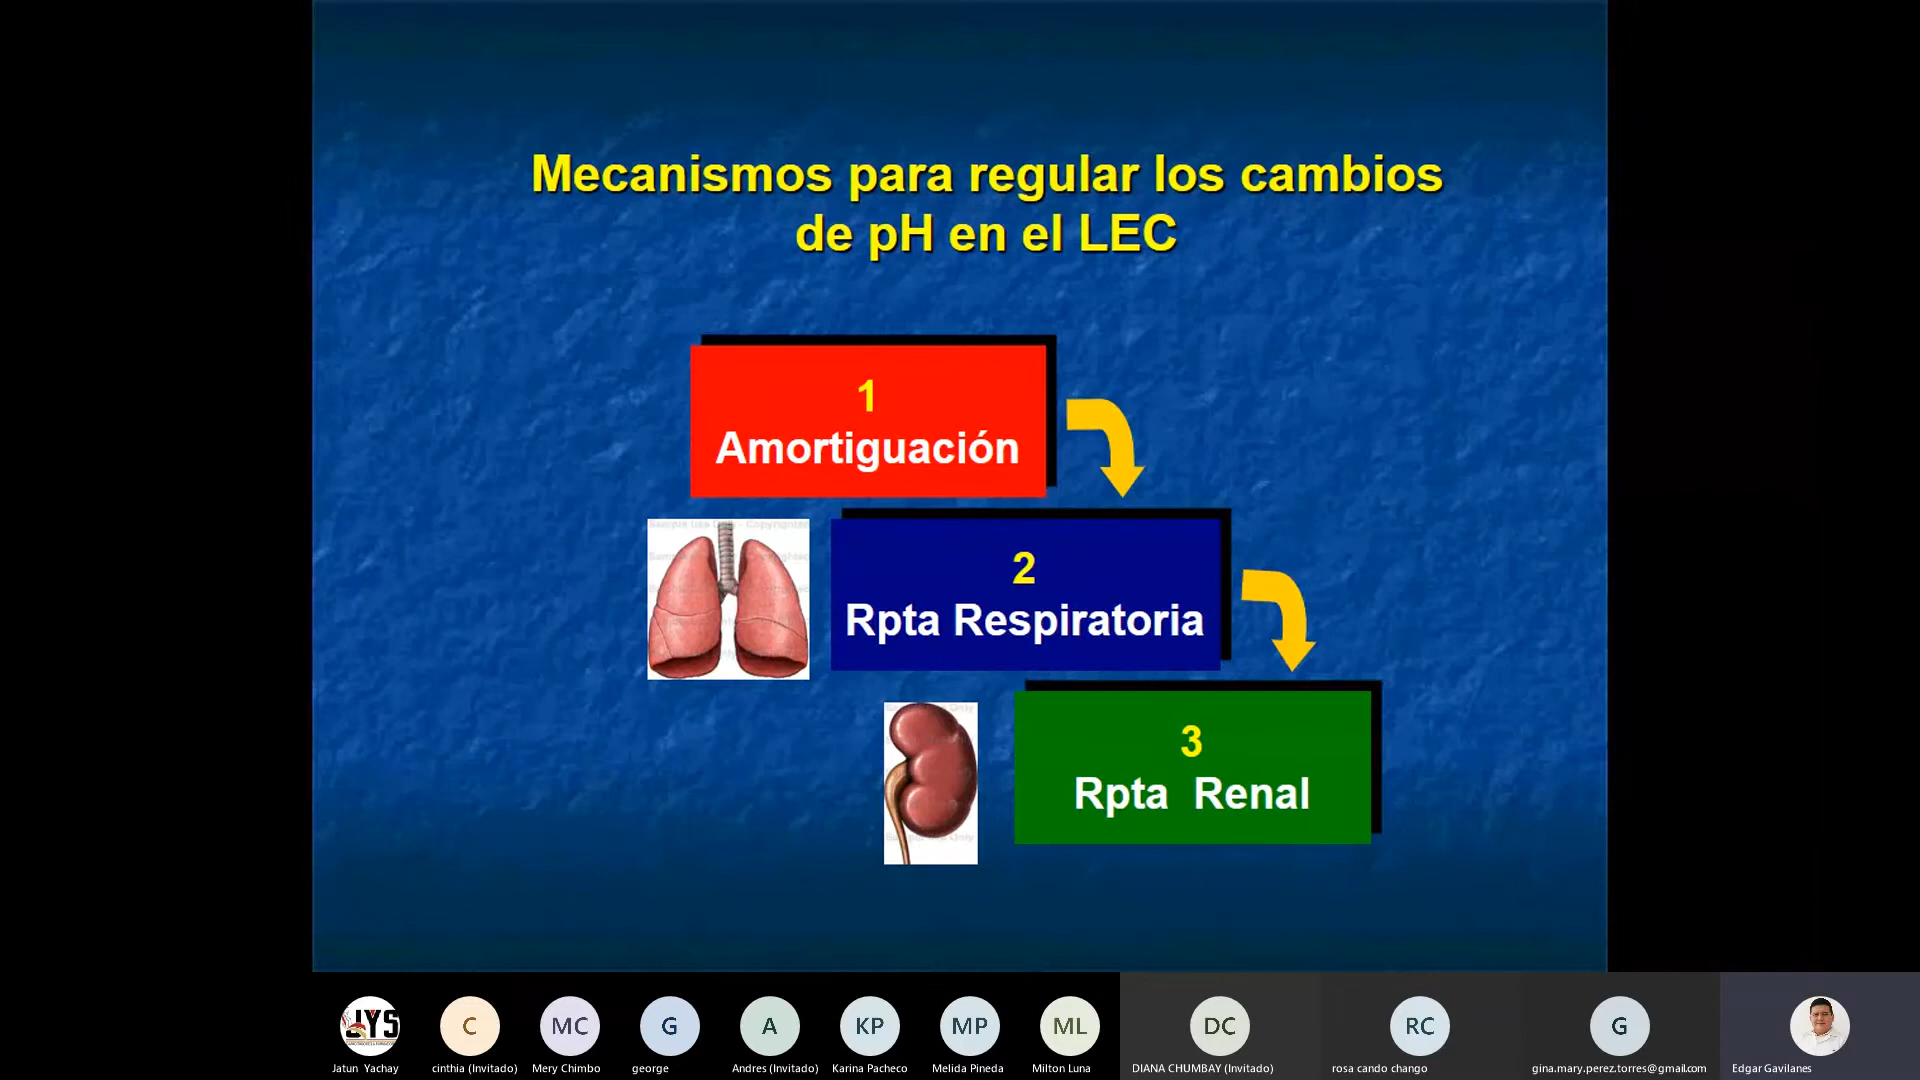 Mecanismos para regular los cambios
de pH en el LEC
1
Amortiguación
2
Rpta Respiratoria
3
Rpta Renal
JYS
C
MC
G
A
KP
MP
ML
DC
RC
G
Jatun Yachay
cinthia (Invitado)
Mery Chimbo
george
Andres (Invitado)
Karina Pacheco
Melida Pineda
Milton Luna
DIANA CHUMBAY (Invitado)
rosa cando chango
gina.mary.perez.torres@gmail.com
Edgar Gavilanes